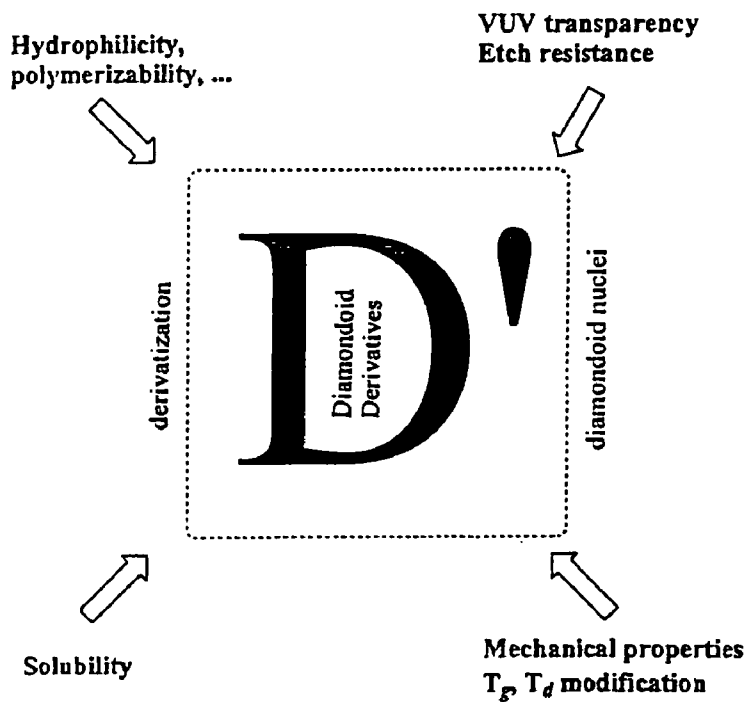 Hydrophilicity,
polymerizability, ...
VUV transparency
Etch resistance
derivatization
D'
Diamondoid
Derivatives
diamondoid nuclei
Solubility
Mechanical properties
Tg, Td modification